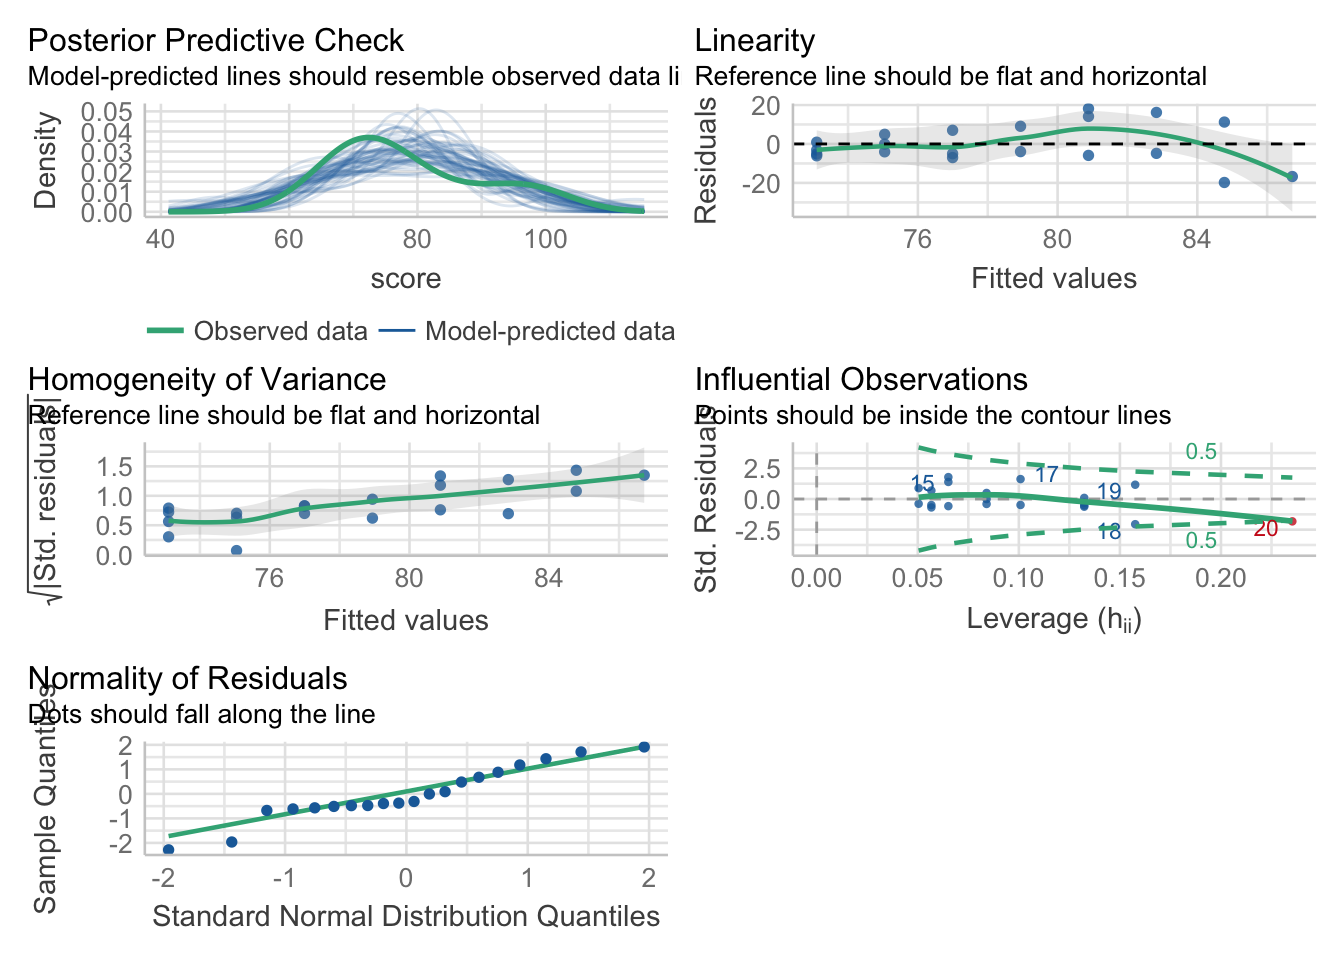 Posterior Predictive Check
Model-predicted lines should resemble observed data li
Density
0.05
0.04
0.03
0.02
0.01
0.00
40 60 80 100
score
Observed data Model-predicted data
Linearity
Reference line should be flat and horizontal
Residuals
20
0
-20
76 80 84
Fitted values
Homogeneity of Variance
Reference line should be flat and horizontal
√|Std. residuals|
1.5
1.0
0.5
0.0
76 80 84
Fitted values
Influential Observations
Points should be inside the contour lines
Std. Residuals
2.5
0.0
-2.5
0.5
15
17
19
18
0.5
20
0.00 0.05 0.10 0.15 0.20
Leverage (hii)
Normality of Residuals
Dots should fall along the line
Sample Quantiles
2
1
0
-1
-2
-2 -1 0 1 2
Standard Normal Distribution Quantiles